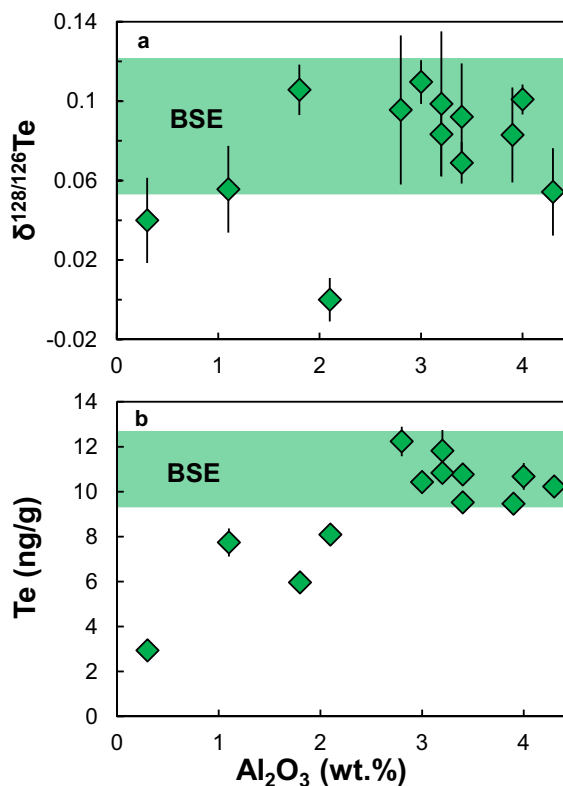 0.14
a
0.1
BSE
0.06
0.02
-0.02
δ¹²⁸/¹²⁶Te
0 1 2 3 4
14
b
12
BSE
10
8
6
4
2
0
Te (ng/g)
0 1 2 3 4
Al₂O₃ (wt.%)